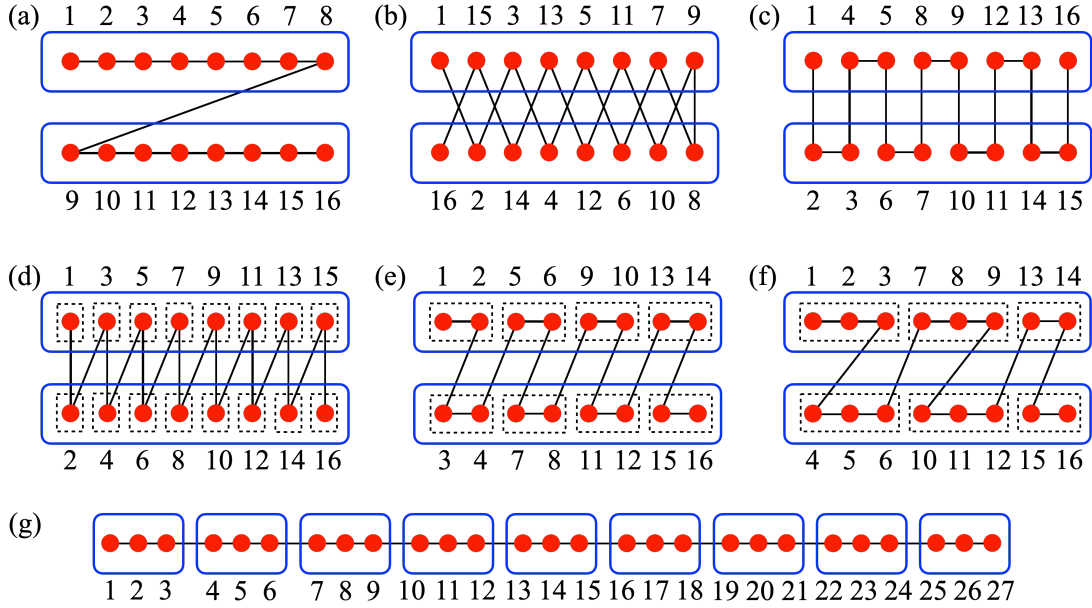 (a) 1 2 3 4 5 6 7 8
9 10 11 12 13 14 15 16
(b) 1 15 3 13 5 11 7 9
16 2 14 4 12 6 10 8
(c) 1 4 5 8 9 12 13 16
2 3 6 7 10 11 14 15
(d) 1 3 5 7 9 11 13 15
2 4 6 8 10 12 14 16
(e) 1 2 5 6 9 10 13 14
3 4 7 8 11 12 15 16
(f) 1 2 3 7 8 9 13 14
4 5 6 10 11 12 15 16
(g)
1 2 3 4 5 6 7 8 9 10 11 12 13 14 15 16 17 18 19 20 21 22 23 24 25 26 27